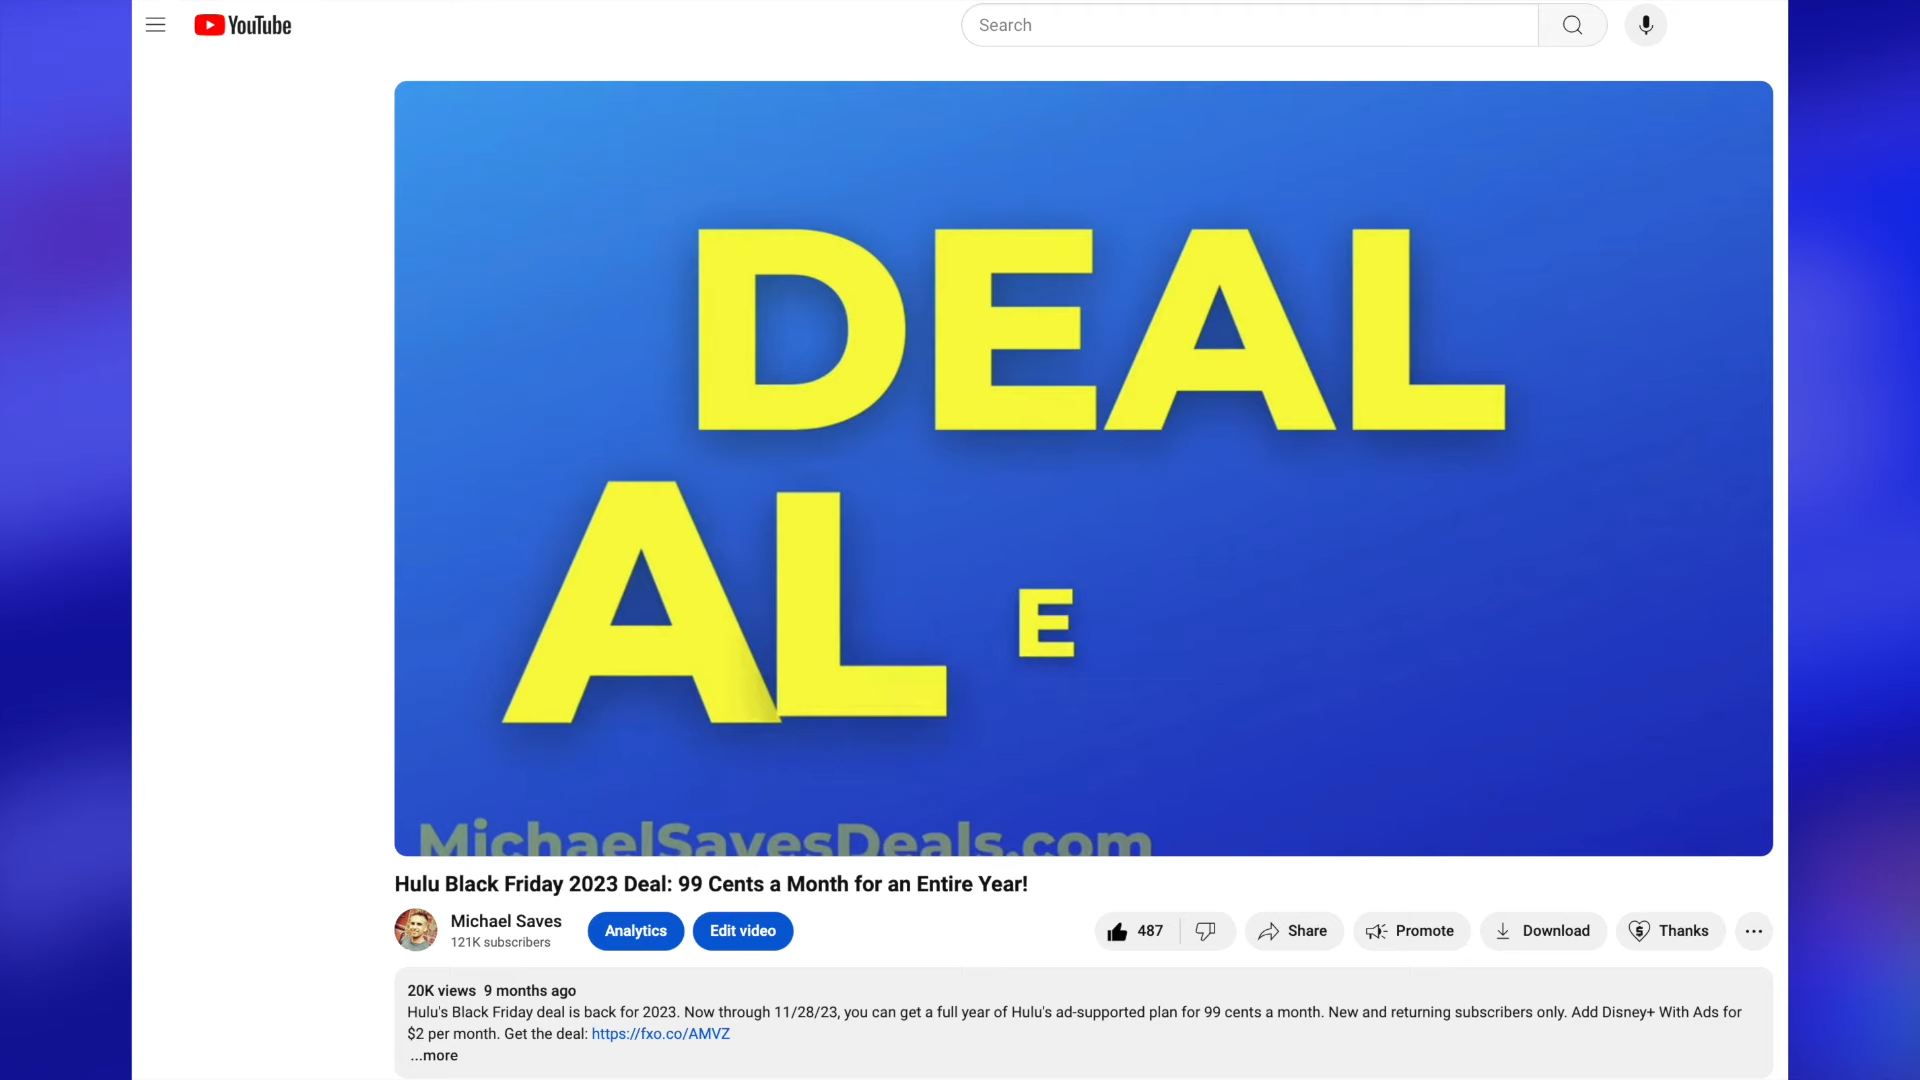 YouTube
Search
DEAL
AL E
MichaelSavesDeals.com
Hulu Black Friday 2023 Deal: 99 Cents a Month for an Entire Year!
Michael Saves
121K subscribers
Analytics
Edit video
487
Share
Promote
Download
Thanks
20K views 9 months ago
Hulu's Black Friday deal is back for 2023. Now through 11/28/23, you can get a full year of Hulu's ad-supported plan for 99 cents a month. New and returning subscribers only. Add Disney+ With Ads for
$2 per month. Get the deal: https://fxo.co/AMVZ
...more